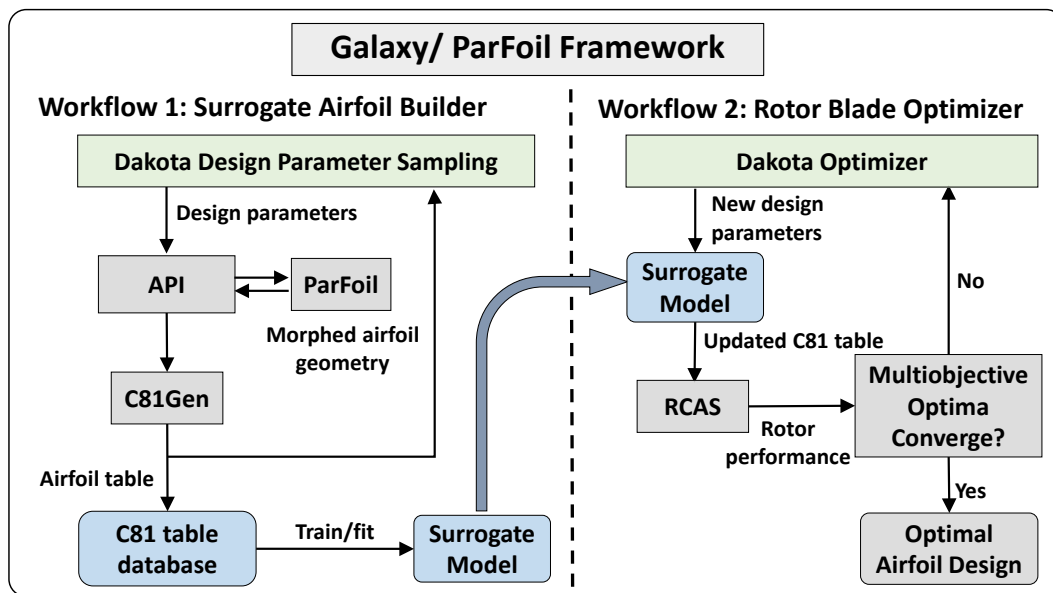 Galaxy/ ParFoil Framework
Workflow 1: Surrogate Airfoil Builder
Dakota Design Parameter Sampling
Design parameters
API
ParFoil
Morphed airfoil
geometry
C81Gen
Airfoil table
C81 table
database
Train/fit
Surrogate
Model
Workflow 2: Rotor Blade Optimizer
Dakota Optimizer
New design
parameters
Surrogate
Model
No
Updated C81 table
RCAS
Rotor
performance
Multiobjective
Optima
Converge?
Yes
Optimal
Airfoil Design